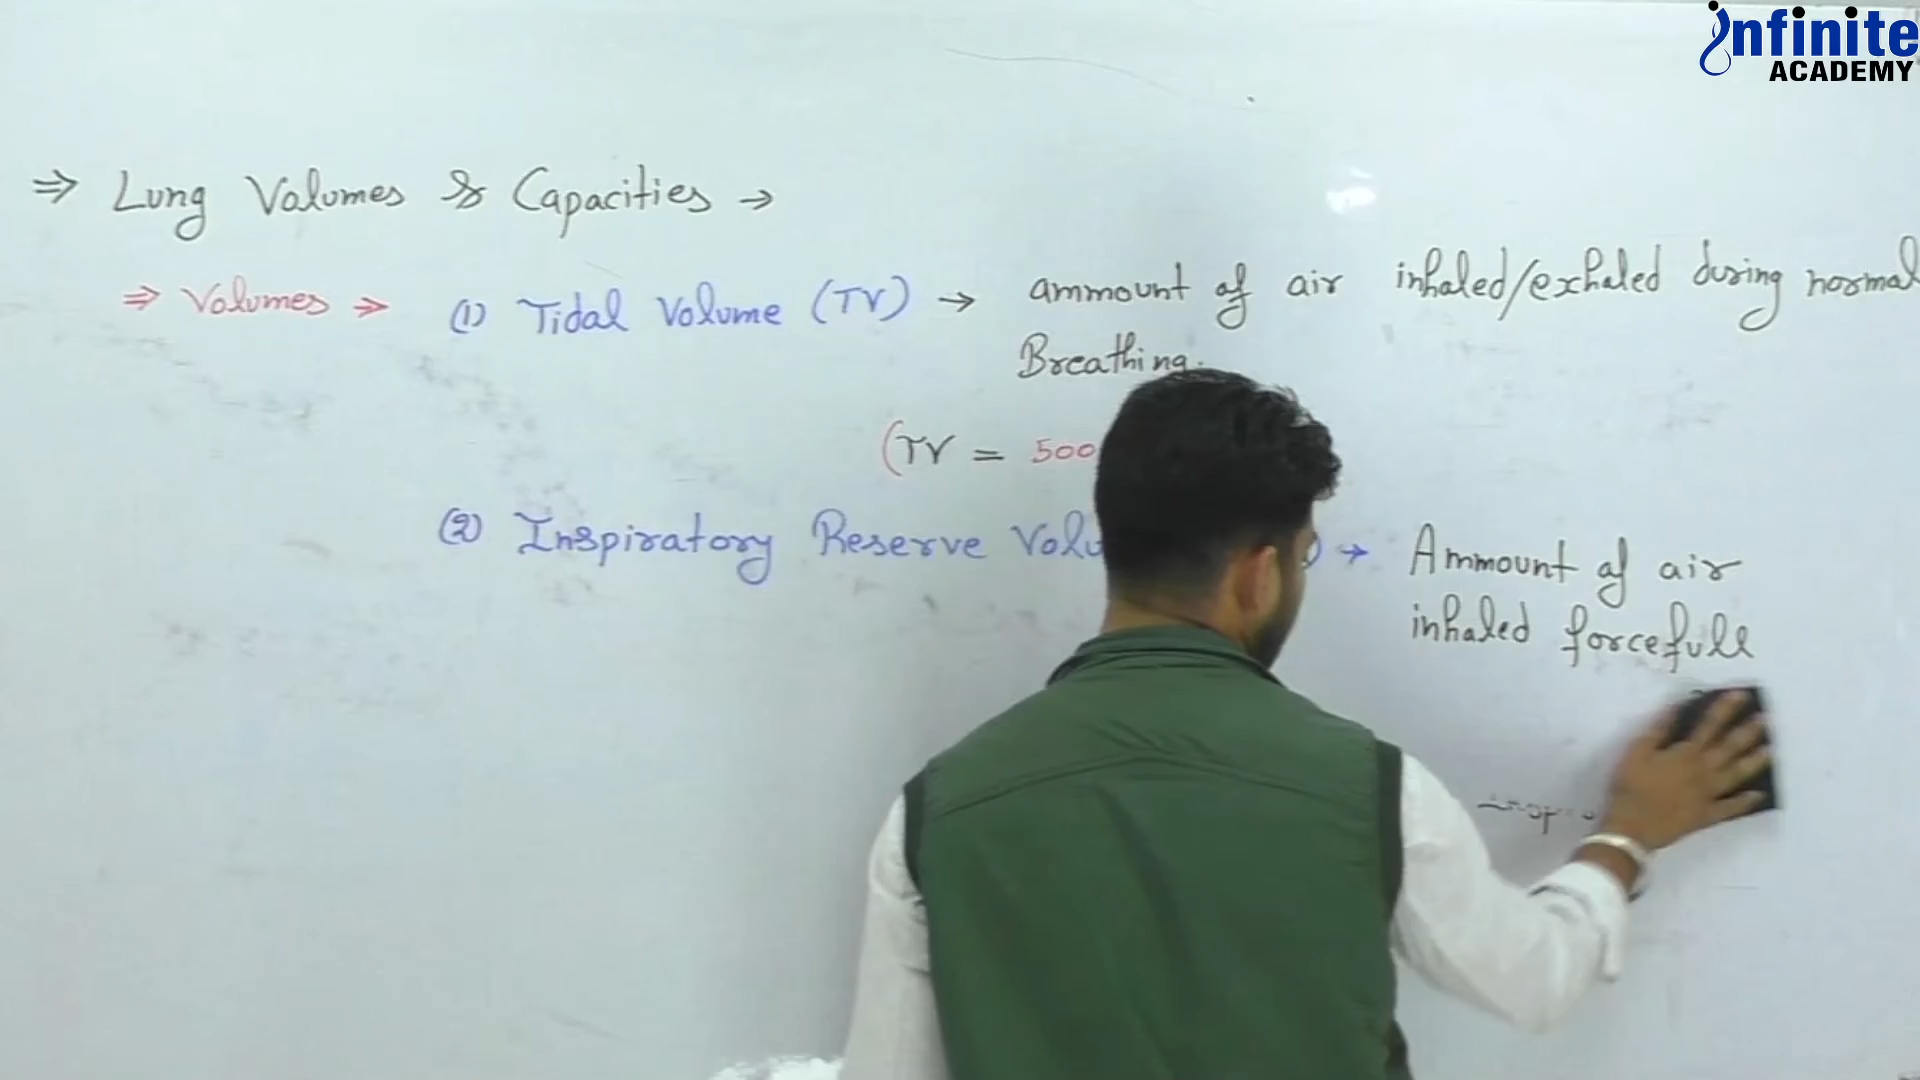 infinite
ACADEMY
⇒ Lung Volumes & Capacities →
⇒ Volumes → (1) Tidal Volume (TV) → ammount of air inhaled/exhaled during normal
Breathing.
(TV = 500
(2) Inspiratory Reserve Volu → Ammount of air
inhaled forcefull